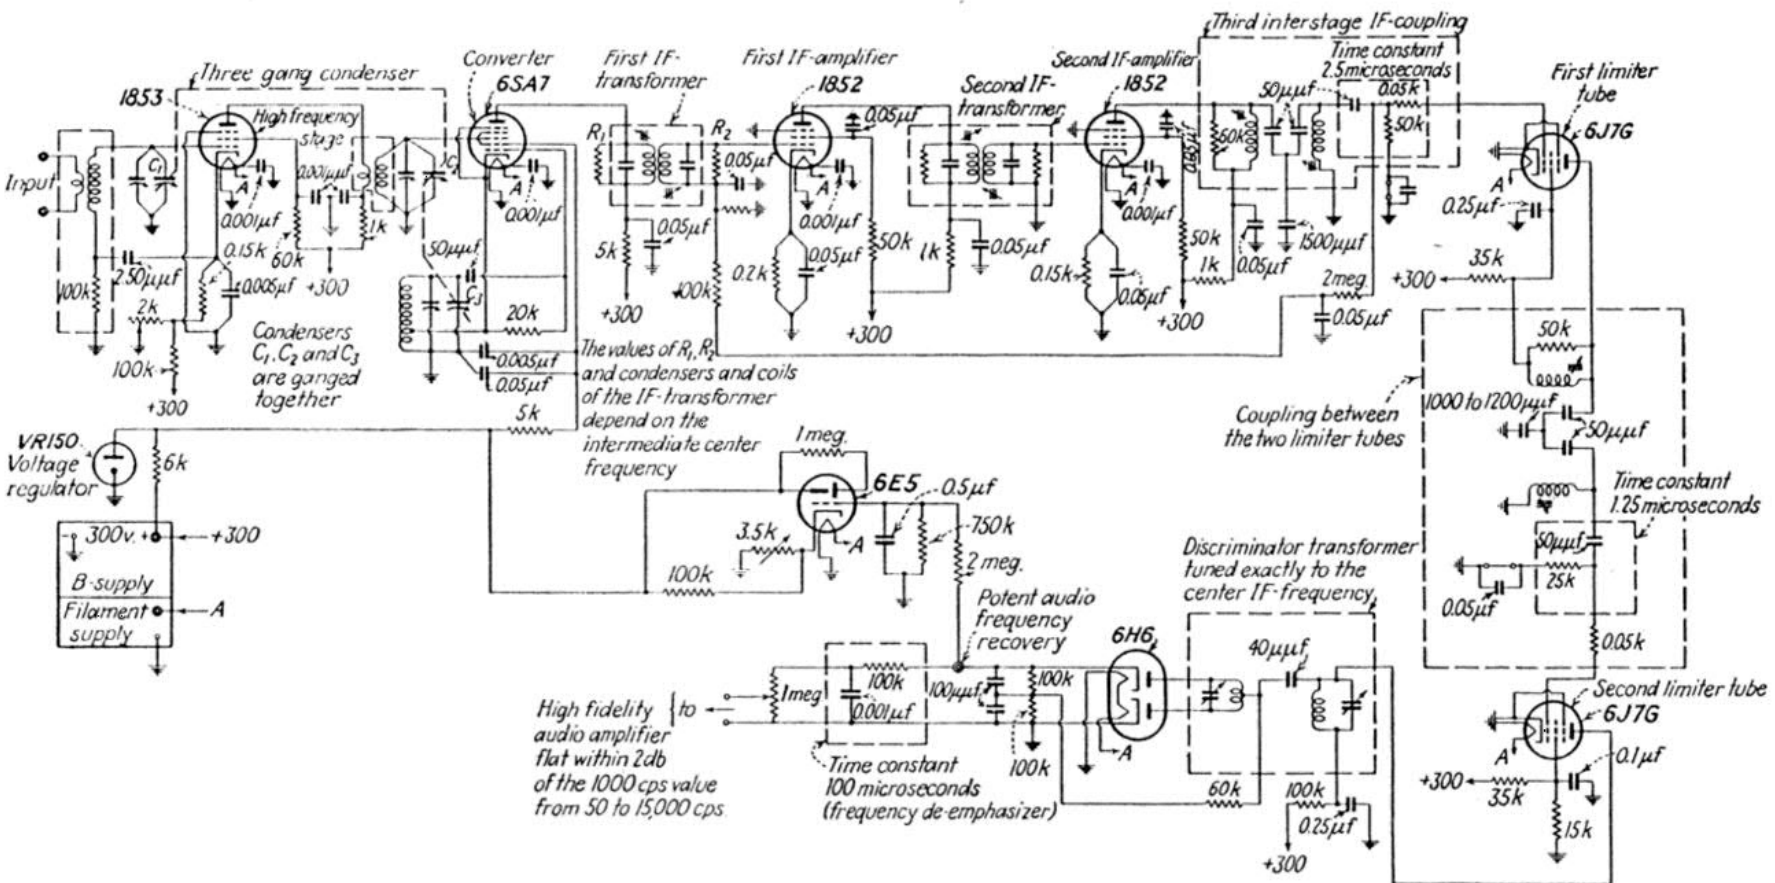 Third interstage IF-coupling
Time constant
2.5 microseconds
0.05k
50k
50μμf
60k
First limiter
tube
6J7G
Three gang condenser
1853
High frequency
stage
Converter
6SA7
First IF-
transformer
First IF-amplifier
1852
0.05μf
Second IF-
transformer
Second IF-amplifier
1852
Input
C1
0.001μf
0.001μμf
A
0.001μf
0.15k
60k
1k
+300
250μμf
0.005μf
100k
2k
100k
+300
Condensers
C1, C2 and C3
are ganged
together
50μμf
C3
A
0.001μf
20k
0.005μf
0.05μf
5k
R1
R2
0.05μf
0.05μf
5k
+300
100k
A
0.001μf
0.2k
0.05μf
50k
+300
1k
0.05μf
A
0.001μf
0.15k
0.05μf
50k
1k
+300
0.05μf
1500μμf
2 meg.
0.05μf
A
0.25μf
35k
+300
The values of R1, R2
and condensers and coils
of the IF-transformer
depend on the
intermediate center
frequency
VR150
Voltage
regulator
6k
300v. +
+300
B-supply
Filament
supply
A
1 meg.
6E5
0.5μf
3.5k
A
750k
2 meg.
100k
Coupling between
the two limiter tubes
50k
1000 to 1200μμf
50μμf
Time constant
1.25 microseconds
50μμf
25k
0.05μf
0.05k
Discriminator transformer
tuned exactly to the
center IF-frequency
Potent audio
frequency
recovery
6H6
40μμf
1 meg
100k
0.001μf
100μμf
100k
100k
A
60k
100k
0.25μf
+300
High fidelity
audio amplifier
flat within 2db
of the 1000 cps value
from 50 to 15,000 cps
to
Time constant
100 microseconds
(frequency de-emphasizer)
Second limiter tube
6J7G
A
0.1μf
+300
35k
15k